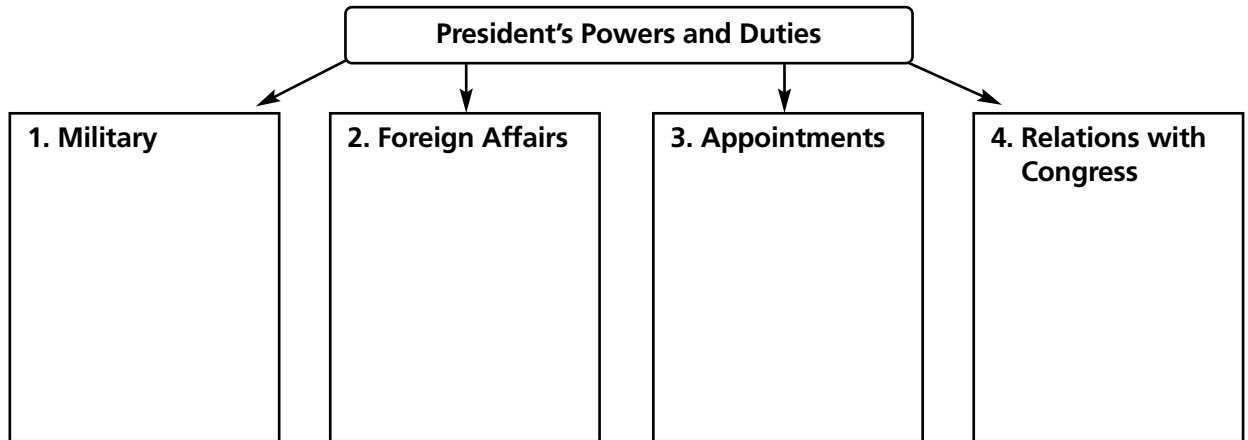 President’s Powers and Duties
1. Military
2. Foreign Affairs
3. Appointments
4. Relations with
Congress